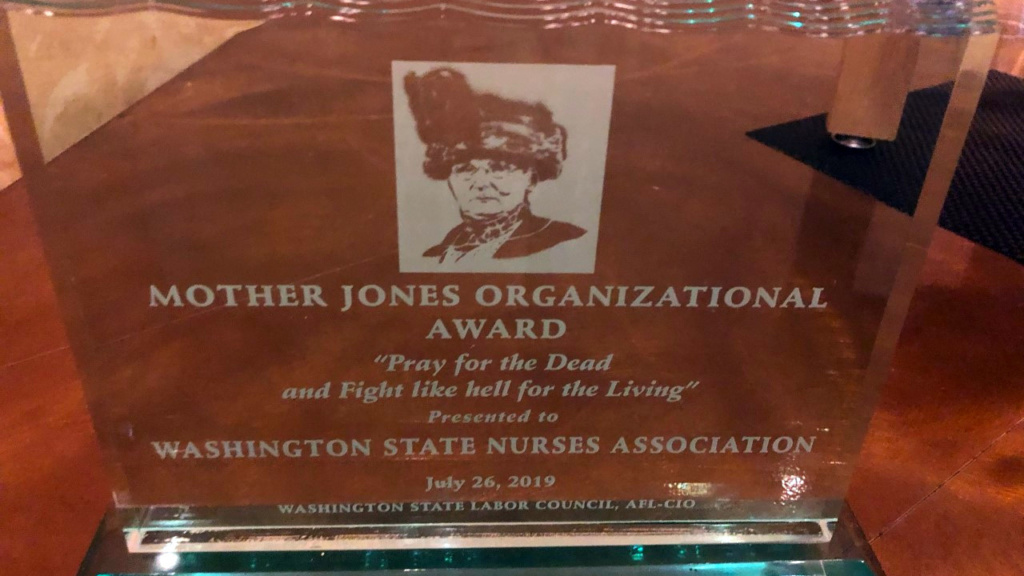 MOTHER JONES ORGANIZATIONAL
AWARD
“Pray for the Dead
and Fight like hell for the Living”
Presented to
WASHINGTON STATE NURSES ASSOCIATION
July 26, 2019
WASHINGTON STATE LABOR COUNCIL, AFL-CIO